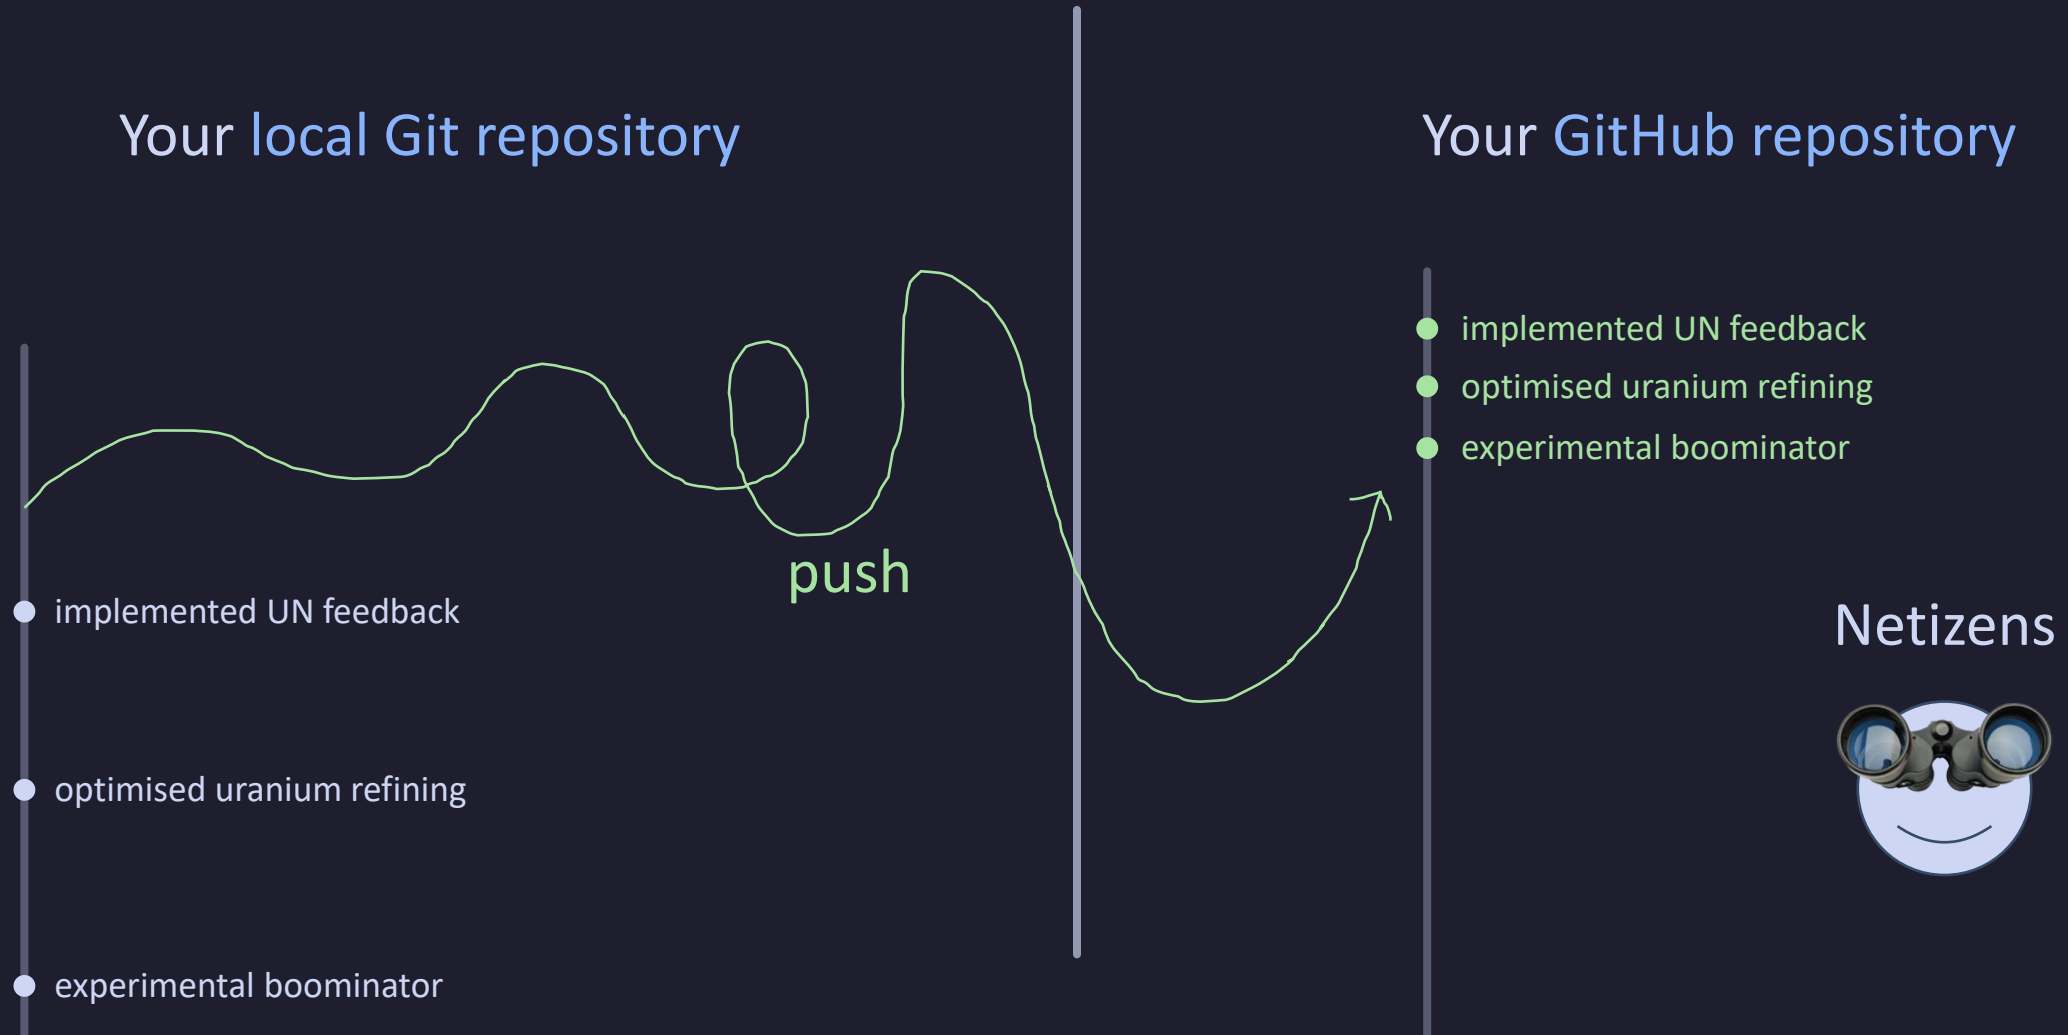 Your local Git repository
push
implemented UN feedback
optimised uranium refining
experimental boominator
Your GitHub repository
implemented UN feedback
optimised uranium refining
experimental boominator
Netizens